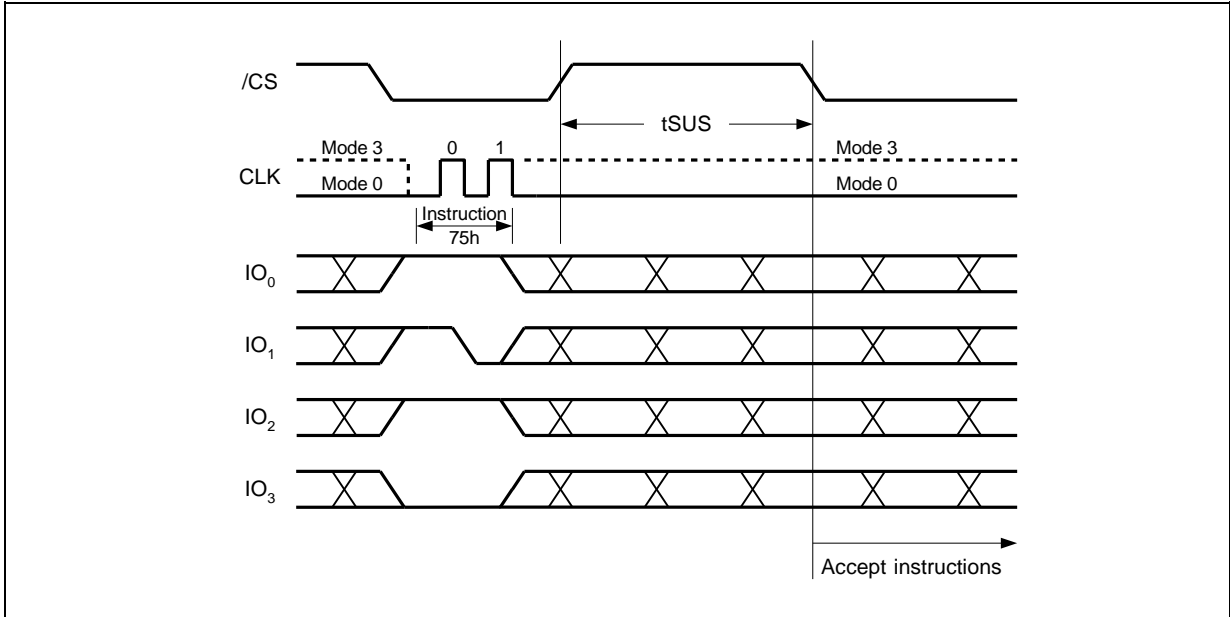 /CS
tSUS
Mode 3 0 1 Mode 3
CLK
Mode 0 Mode 0
Instruction
75h
IO₀
IO₁
IO₂
IO₃
Accept instructions